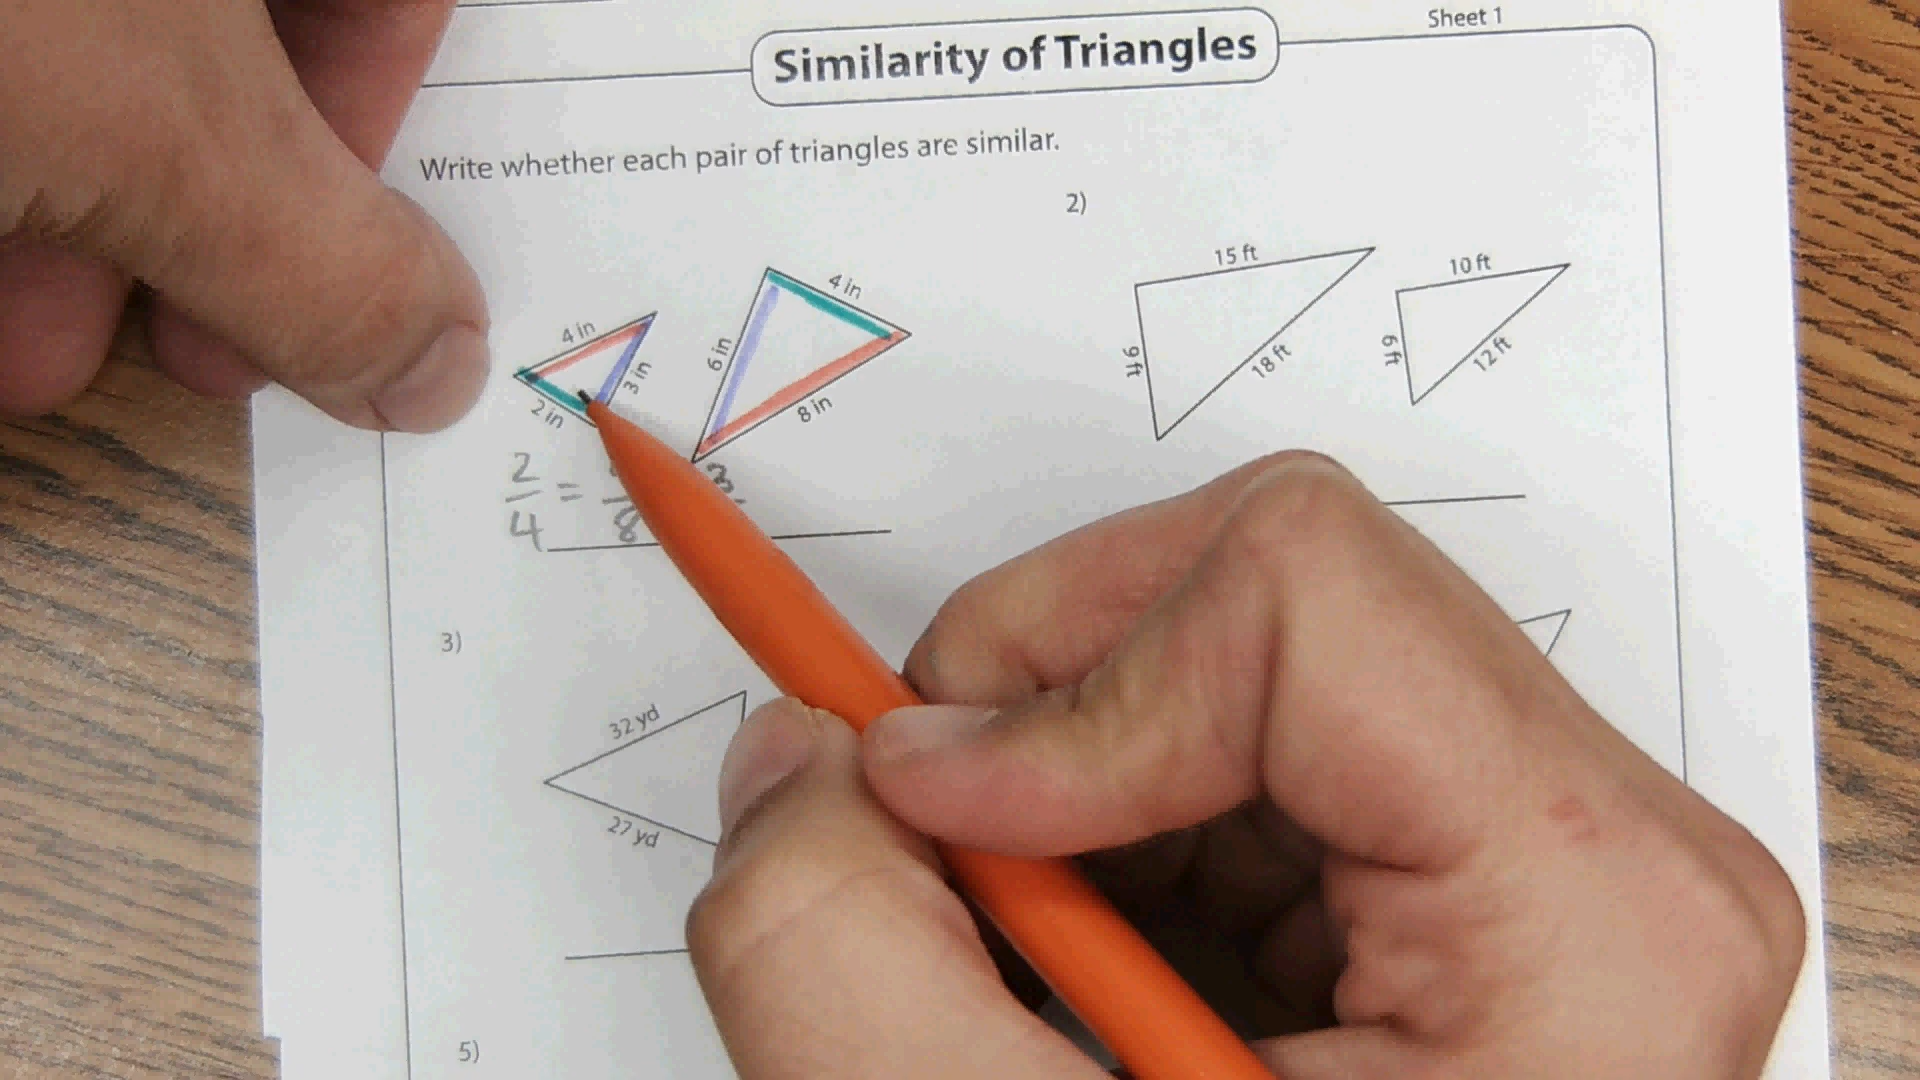 Sheet 1
Similarity of Triangles
Write whether each pair of triangles are similar.
2)
4 in
3 in
2 in
4 in
6 in
8 in
15 ft
9 ft
18 ft
10 ft
6 ft
12 ft
2
4
=
8
3
3)
32 yd
27 yd
5)